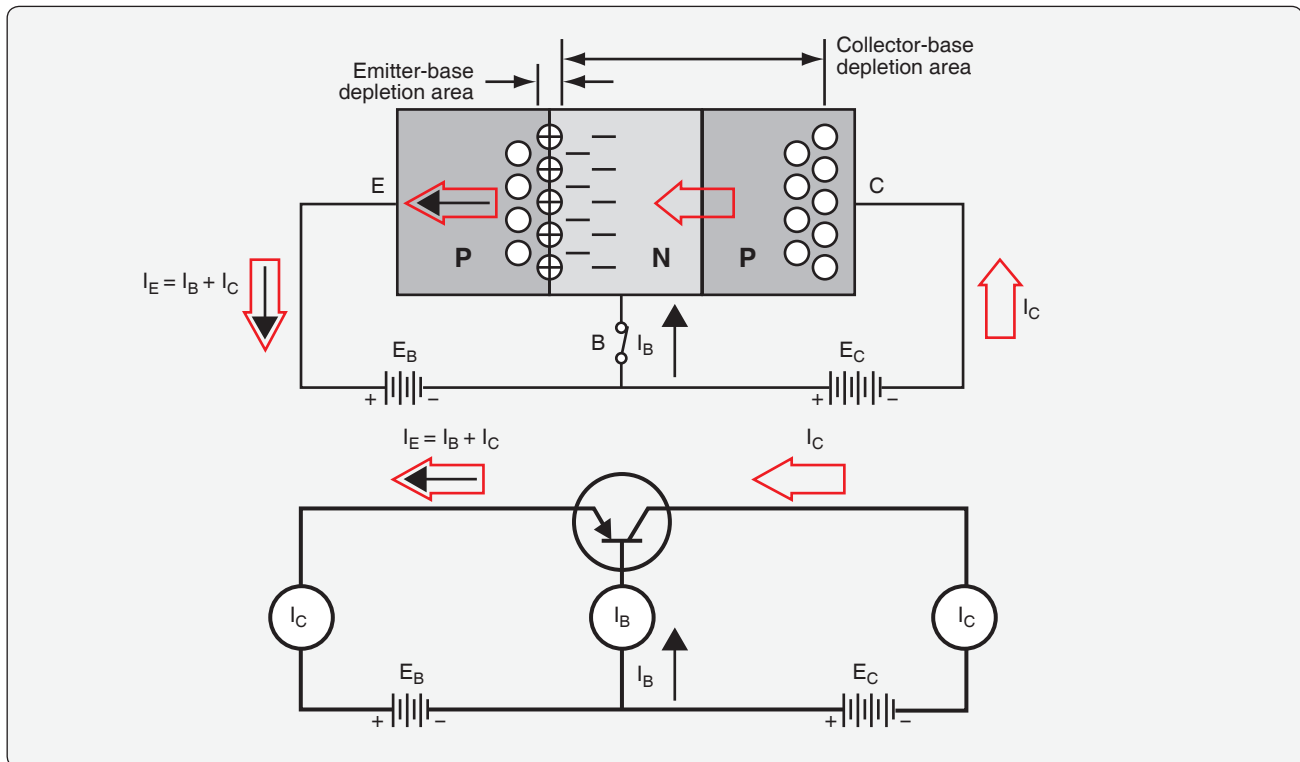 Collector-base
depletion area
Emitter-base
depletion area
E
C
P
N
P
I_E = I_B + I_C
I_C
B
I_B
E_B
E_C
+
−
+
−
I_E = I_B + I_C
I_C
I_C
I_B
I_C
I_B
E_B
E_C
+
−
+
−